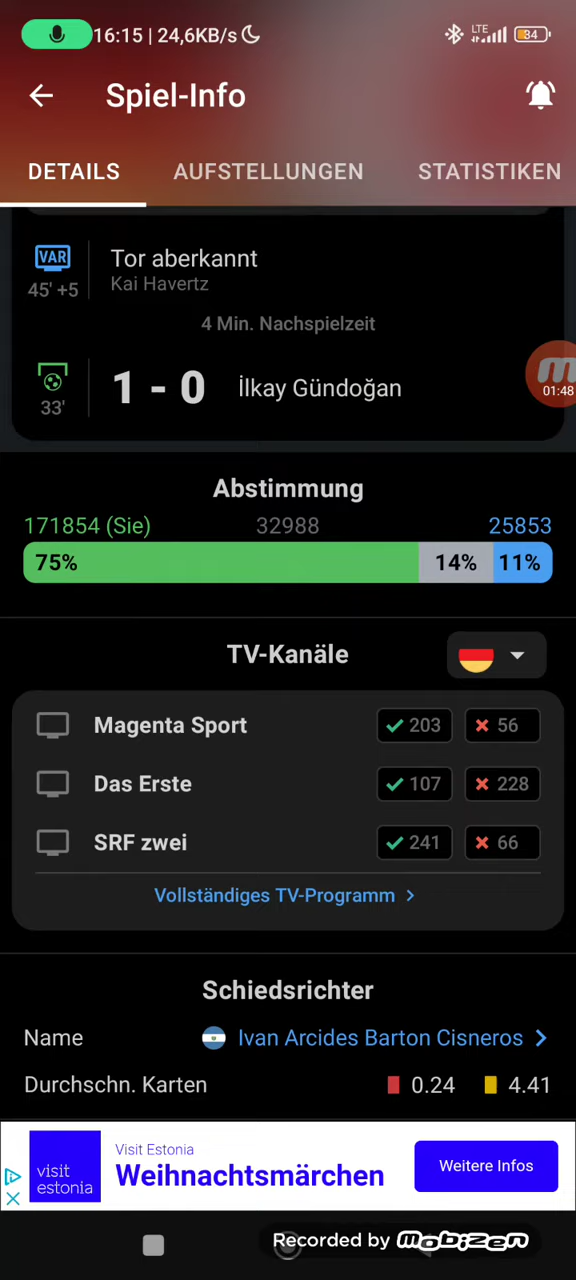 16:15 | 24,6KB/s
LTE
34
Spiel-Info
DETAILS
AUFSTELLUNGEN
STATISTIKEN
VAR
Tor aberkannt
45' +5
Kai Havertz
4 Min. Nachspielzeit
33'
1 - 0
İlkay Gündoğan
01:48
Abstimmung
171854 (Sie)
32988
25853
75%
14%
11%
TV-Kanäle
Magenta Sport
203
56
Das Erste
107
228
SRF zwei
241
66
Vollständiges TV-Programm
Schiedsrichter
Name
Ivan Arcides Barton Cisneros
Durchschn. Karten
0.24
4.41
visit
estonia
Visit Estonia
Weihnachtsmärchen
Weitere Infos
Recorded by mobizen